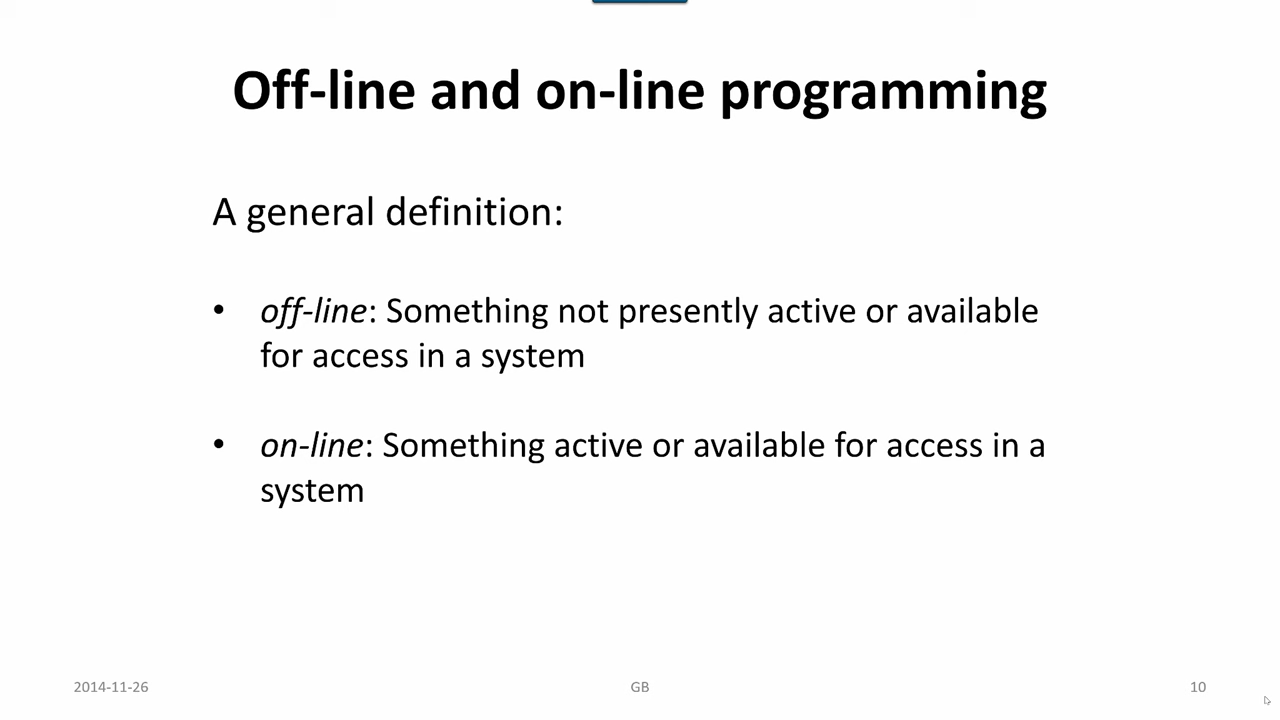 Off-line and on-line programming
A general definition:
• off-line: Something not presently active or available
for access in a system
• on-line: Something active or available for access in a
system
2014-11-26
GB
10